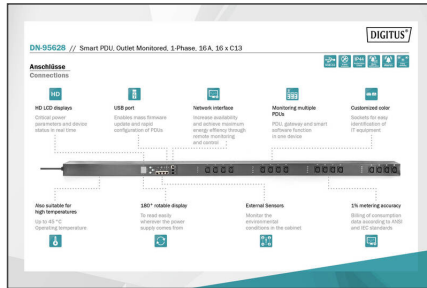 DIGITUS®
DN-95628 // Smart PDU, Outlet Monitored, 1-Phase, 16 A, 16 x C13
Anschlüsse
Connections
HD
HD LCD displays
Critical power
parameters and device
status in real time
USB port
Enables mass firmware
update and rapid
configuration of PDUs
Network interface
Increase availability
and achieve maximum
energy efficiency through
remote monitoring
and control
Monitoring multiple
PDUs
PDU, gateway and smart
software function
in one device
Customized color
Sockets for easy
identification of
IT equipment
Also suitable for
high temperatures
Up to 45 °C
Operating temperature
180° rotable display
To read easily
wherever the power
supply comes from
External Sensors
Monitor the
environmental
conditions in the cabinet
1% metering accuracy
Billing of consumption
data according to ANSI
and IEC standards